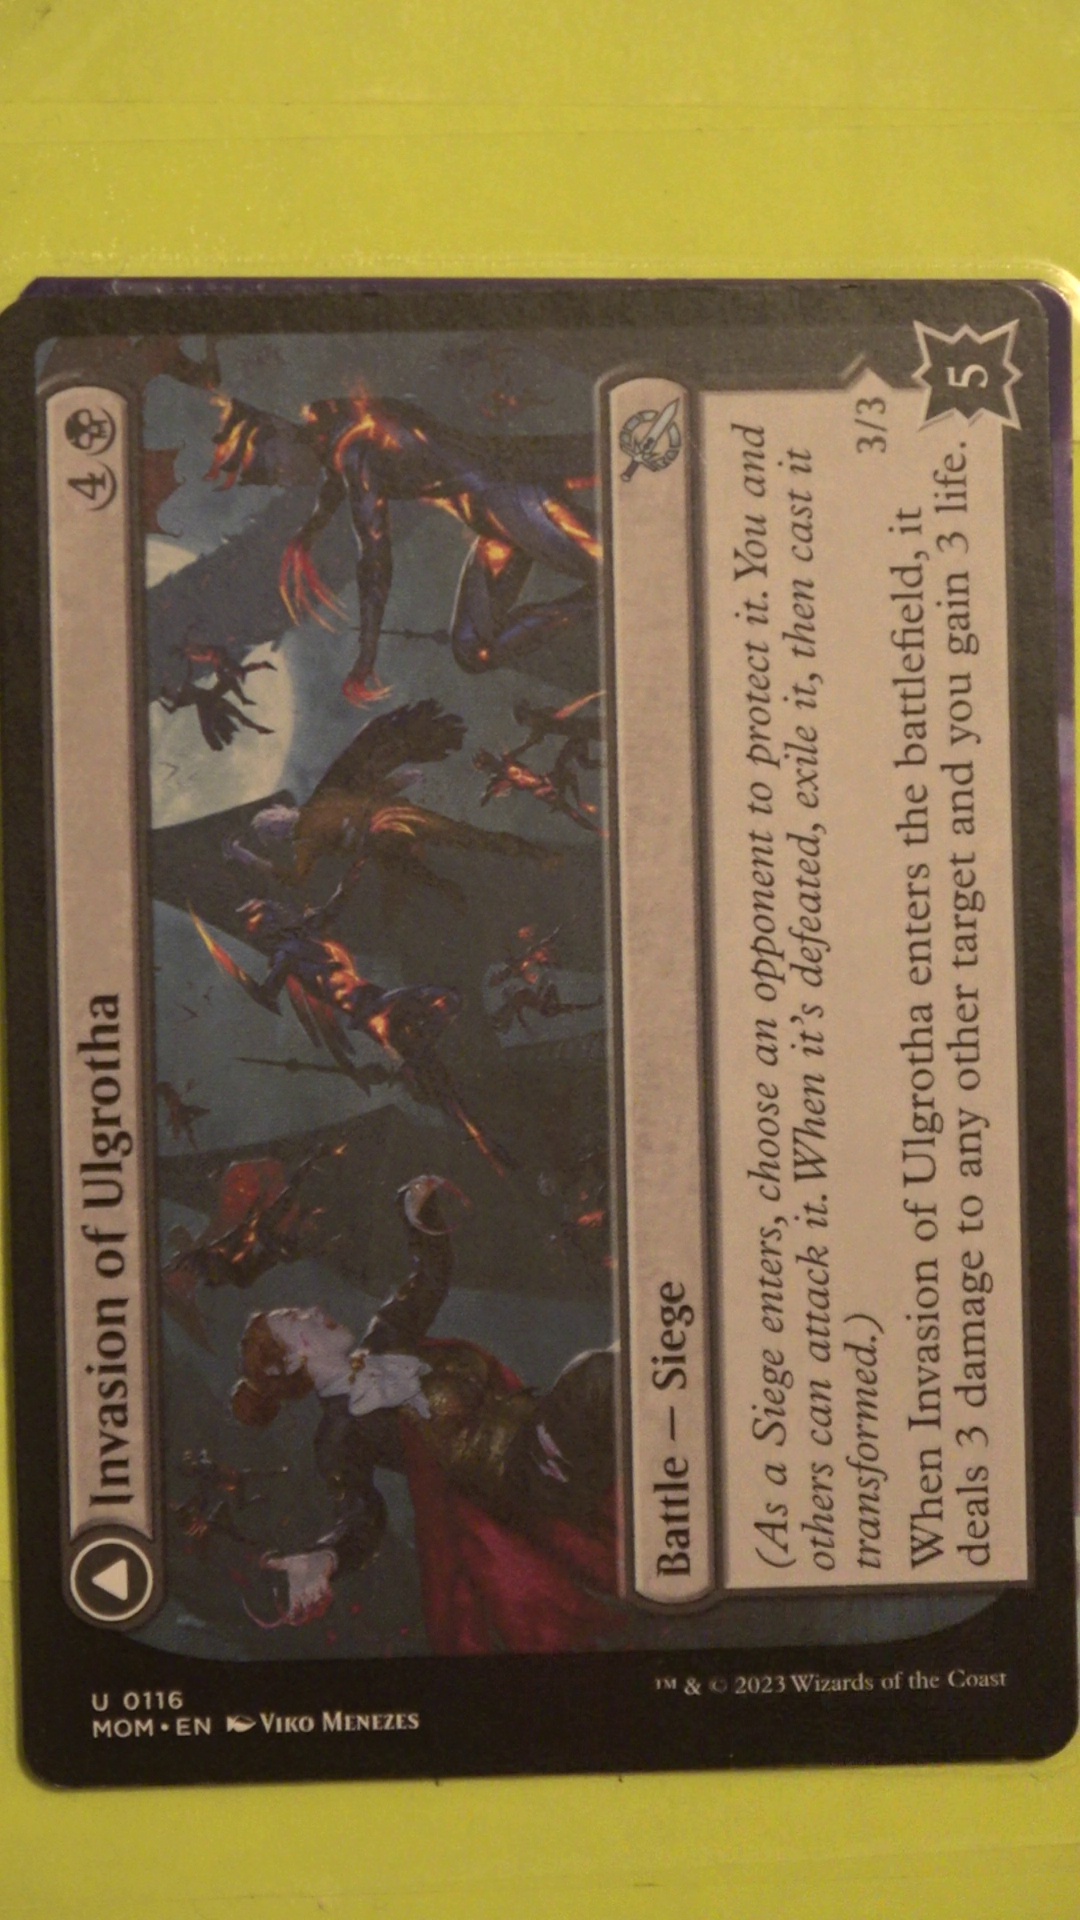 Invasion of Ulgrotha 4
Battle — Siege
(As a Siege enters, choose an opponent to protect it. You and
others can attack it. When it's defeated, exile it, then cast it
transformed.)
3/3
When Invasion of Ulgrotha enters the battlefield, it
deals 3 damage to any other target and you gain 3 life.
5
U 0116
MOM • EN VIKO MENEZES
™ & © 2023 Wizards of the Coast